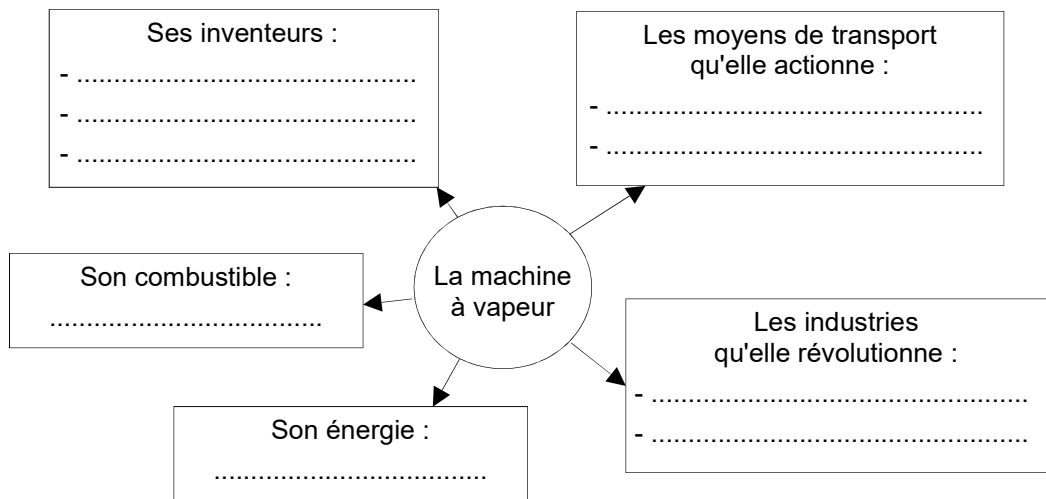 Ses inventeurs :
- .............................................
- .............................................
- .............................................
Les moyens de transport
qu'elle actionne :
- ..................................................
- ..................................................
Son combustible :
....................................
La machine
à vapeur
Les industries
qu'elle révolutionne :
- ..................................................
- ..................................................
Son énergie :
....................................